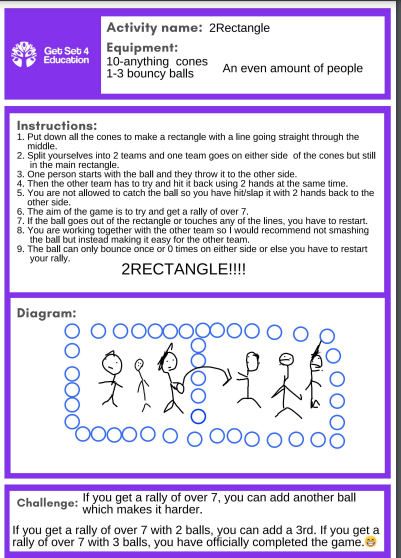 Get Set 4
Education
Activity name: 2Rectangle
Equipment:
10-anything  cones
1-3 bouncy balls
An even amount of people
Instructions:
1. Put down all the cones to make a rectangle with a line going straight through the
middle.
2. Split yourselves into 2 teams and one team goes on either side  of the cones but still
in the main rectangle.
3. One person starts with the ball and they throw it to the other side.
4. Then the other team has to try and hit it back using 2 hands at the same time.
5. You are not allowed to catch the ball so you have hit/slap it with 2 hands back to the
other side.
6. The aim of the game is to try and get a rally of over 7.
7. If the ball goes out of the rectangle or touches any of the lines, you have to restart.
8. You are working together with the other team so I would recommend not smashing
the ball but instead making it easy for the other team.
9. The ball can only bounce once or 0 times on either side or else you have to restart
your rally.
2RECTANGLE!!!!
Diagram:
Challenge: If you get a rally of over 7, you can add another ball
which makes it harder.
If you get a rally of over 7 with 2 balls, you can add a 3rd. If you get a
rally of over 7 with 3 balls, you have officially completed the game.😁